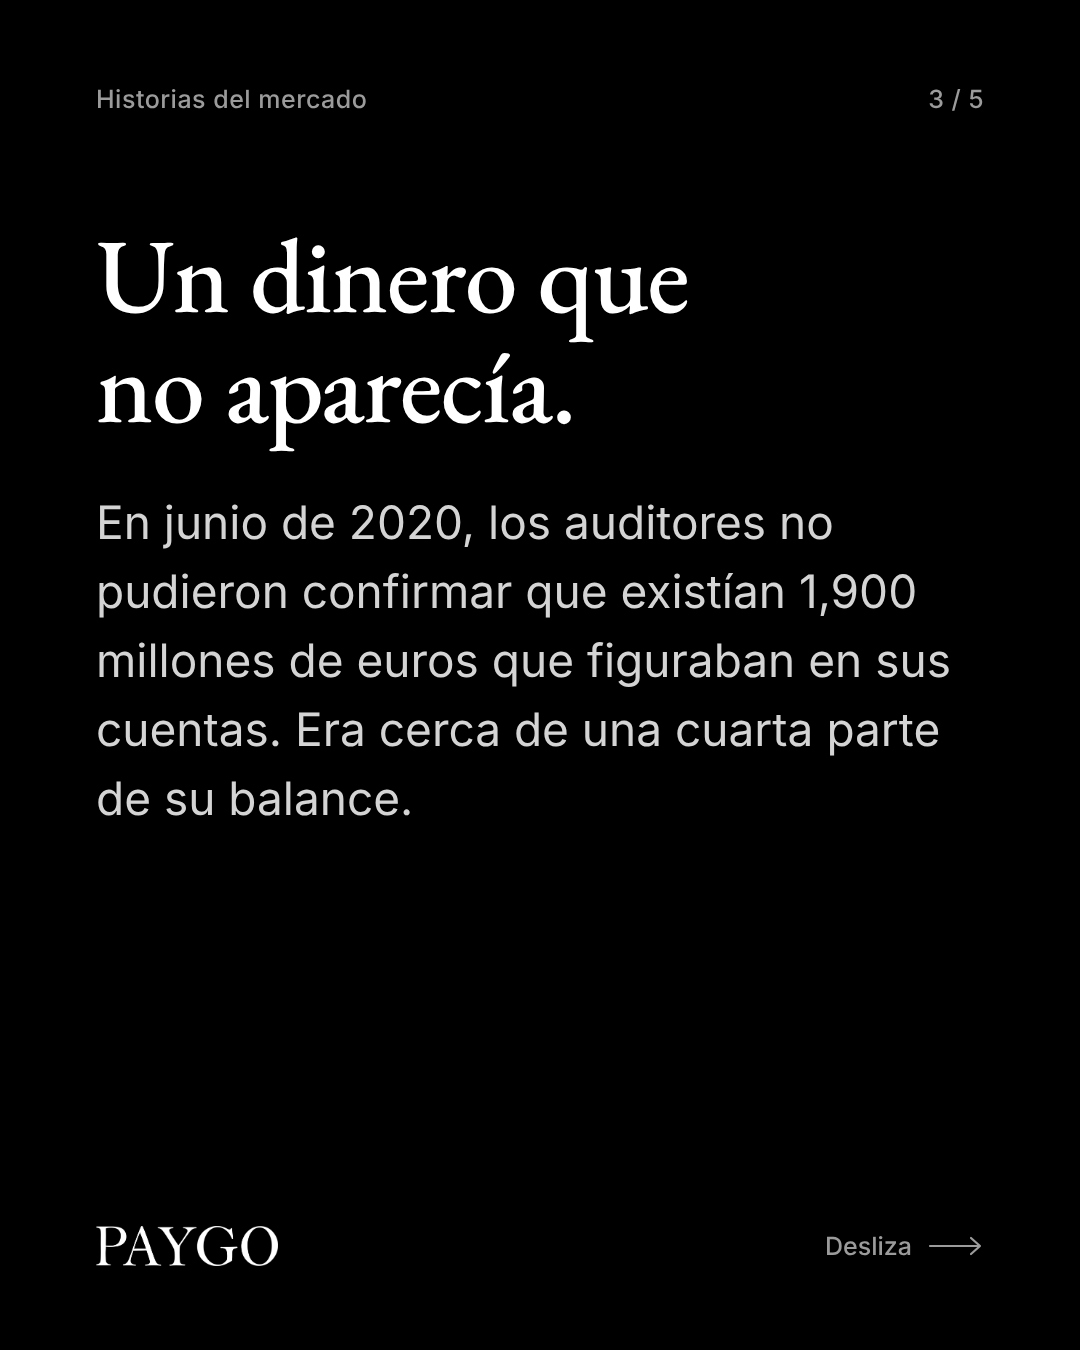 Historias del mercado
3 / 5
Un dinero que
no aparecía.
En junio de 2020, los auditores no
pudieron confirmar que existían 1,900
millones de euros que figuraban en sus
cuentas. Era cerca de una cuarta parte
de su balance.
PAYGO
Desliza